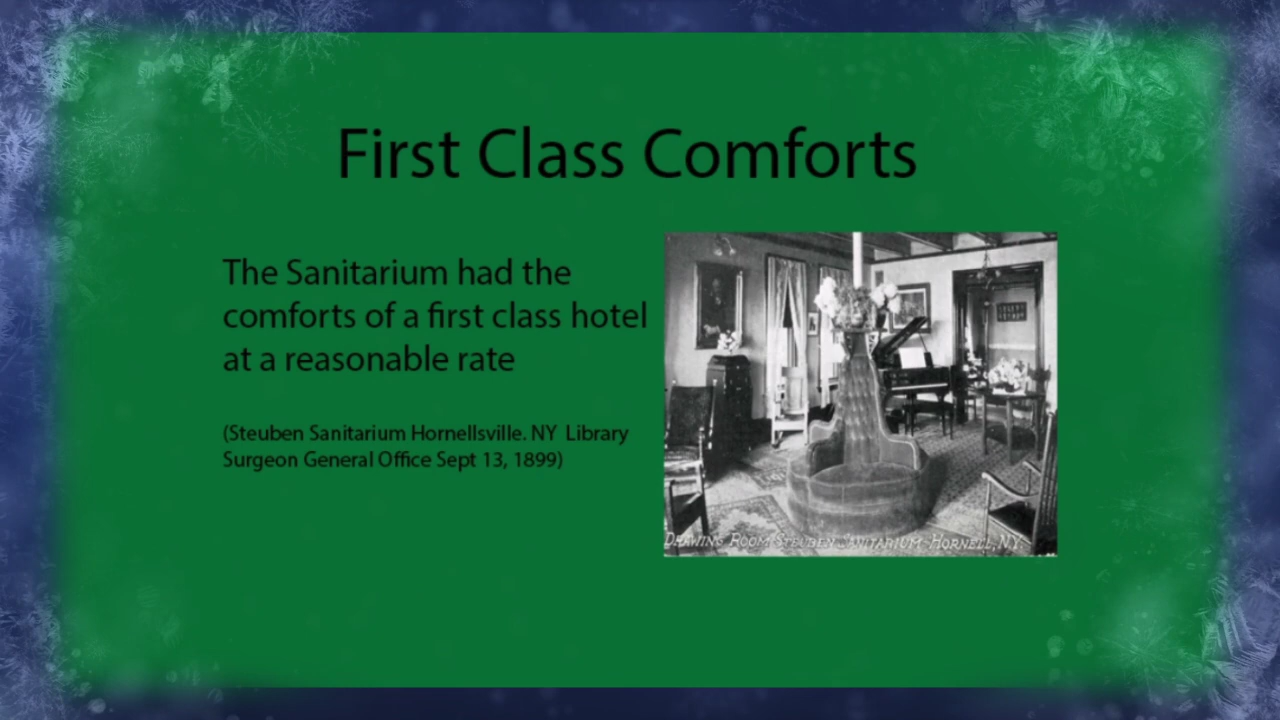 First Class Comforts
The Sanitarium had the
comforts of a first class hotel
at a reasonable rate
(Steuben Sanitarium Hornellsville. NY Library
Surgeon General Office Sept 13, 1899)
DRAWING ROOM STEUBEN SANITARIUM - HORNELL, N.Y.